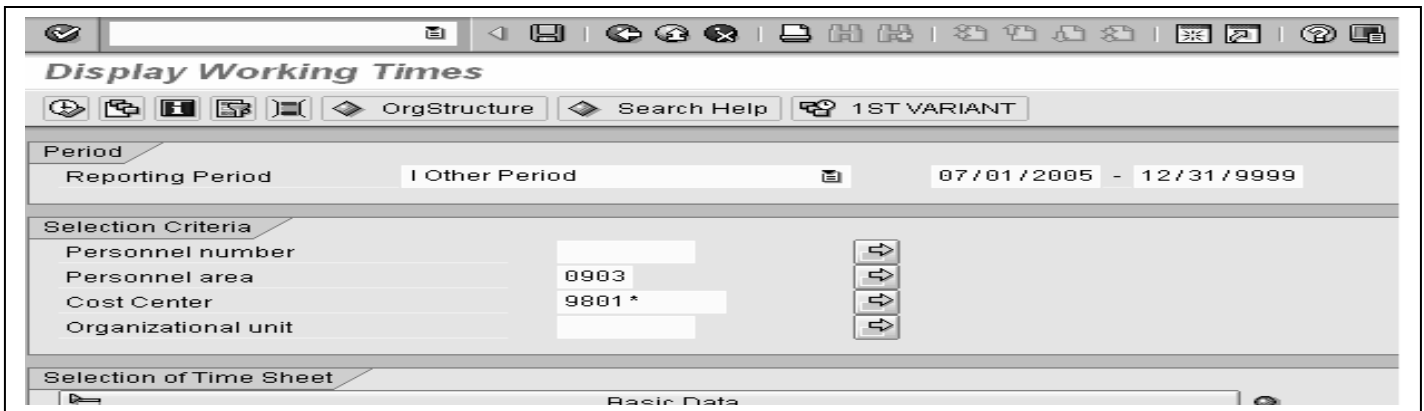 Display Working Times
OrgStructure Search Help 1ST VARIANT
Period
Reporting Period I Other Period 07/01/2005 - 12/31/9999
Selection Criteria
Personnel number
Personnel area 0903
Cost Center 9801*
Organizational unit
Selection of Time Sheet
Basic Data